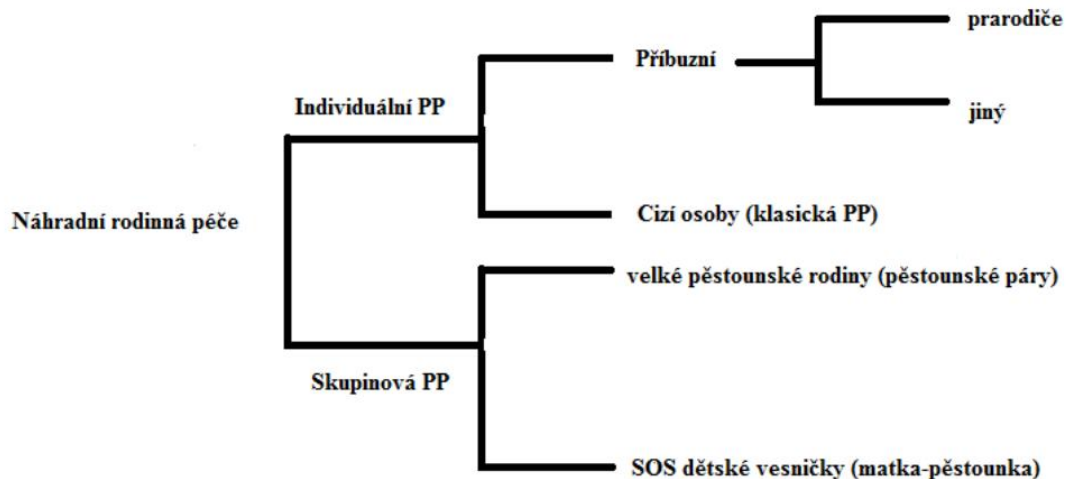 prarodiče
Příbuzní
Individuální PP
jiný
Náhradní rodinná péče
Cizí osoby (klasická PP)
velké pěstounské rodiny (pěstounské páry)
Skupinová PP
SOS dětské vesničky (matka-pěstounka)